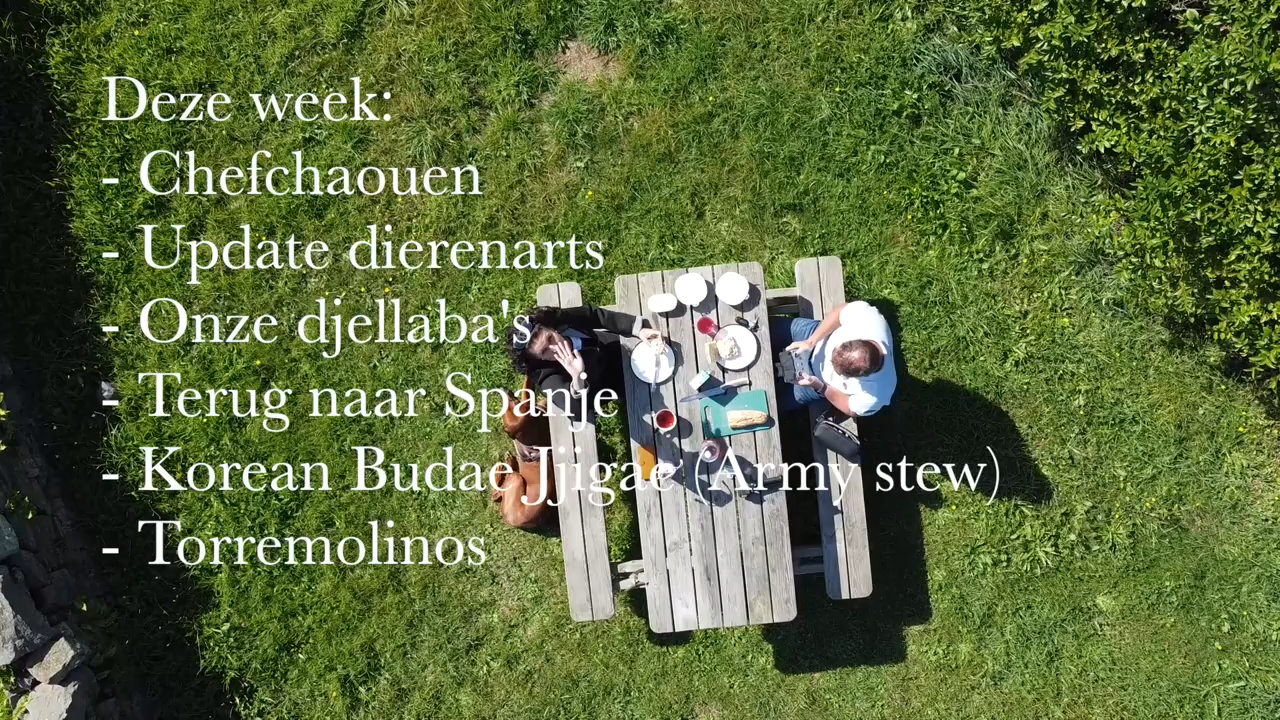 Deze week:
- Chefchaouen
- Update dierenarts
- Onze djellaba's
- Terug naar Spanje
- Korean Budae Jjigae (Army stew)
- Torremolinos